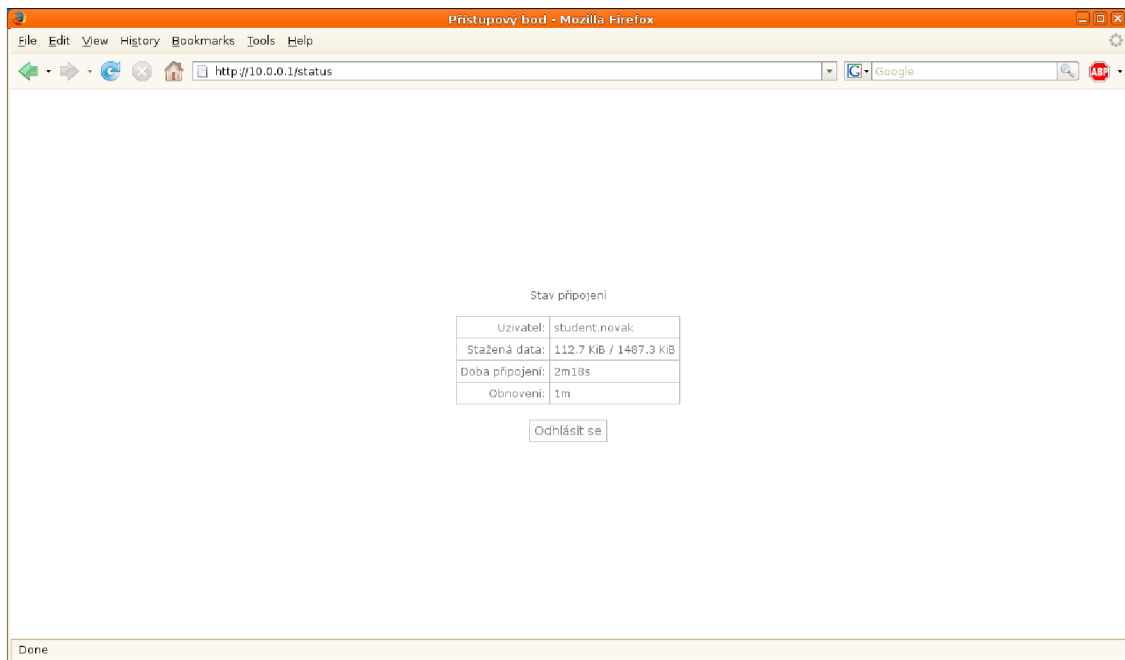 Přístupový bod - Mozilla Firefox
File Edit View History Bookmarks Tools Help
http://10.0.0.1/status G Google ABP
Stav připojení
Uzivatel: student.novak
Stažená data: 112.7 KiB / 1487.3 KiB
Doba připojení: 2m18s
Obnovení: 1m
Odhlásit se
Done